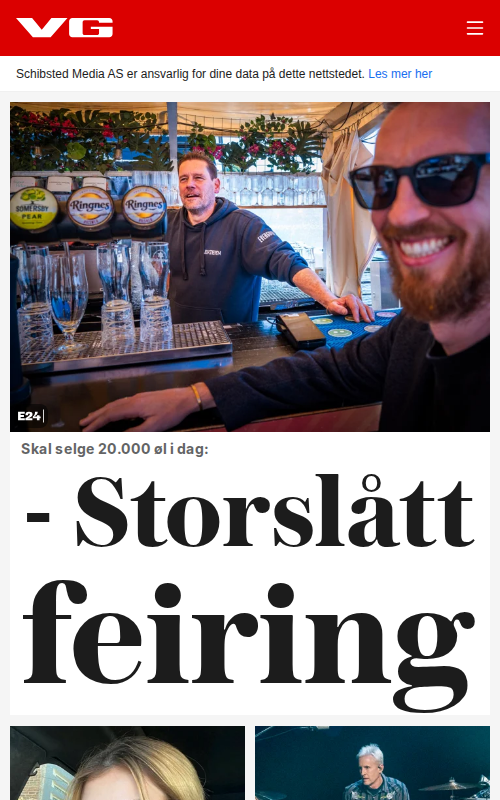 VG
Schibsted Media AS er ansvarlig for dine data på dette nettstedet. Les mer her
SOMERSBY
PEAR
Ringnes
Ringnes
E24
Skal selge 20.000 øl i dag:
- Storslått
feiring